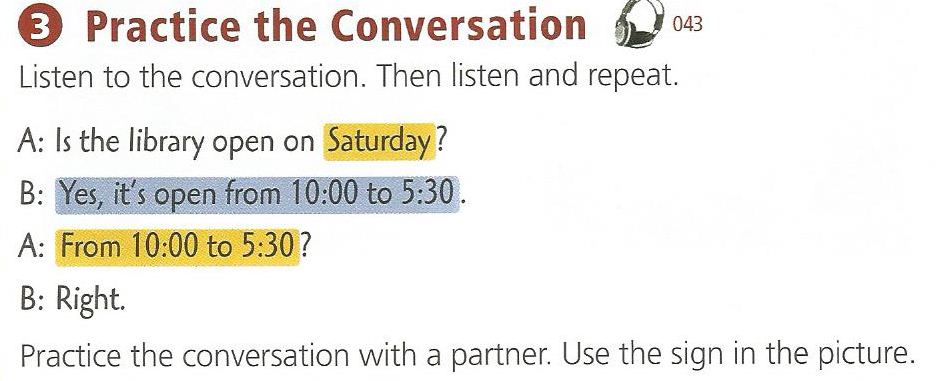 3 Practice the Conversation 043
Listen to the conversation. Then listen and repeat.
A: Is the library open on Saturday?
B: Yes, it's open from 10:00 to 5:30.
A: From 10:00 to 5:30?
B: Right.
Practice the conversation with a partner. Use the sign in the picture.